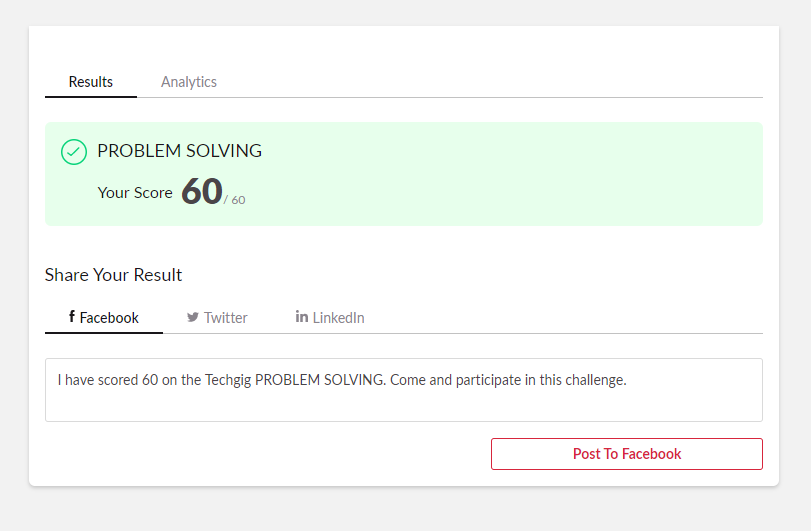 Results Analytics
PROBLEM SOLVING
Your Score 60 / 60
Share Your Result
Facebook Twitter LinkedIn
I have scored 60 on the Techgig PROBLEM SOLVING. Come and participate in this challenge.
Post To Facebook